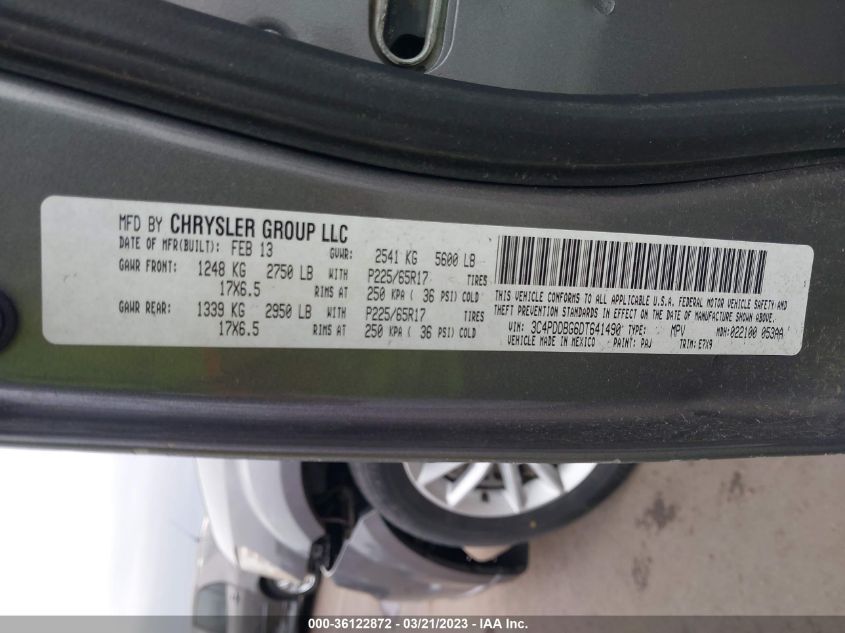 MFD BY CHRYSLER GROUP LLC
DATE OF MFR(BUILT): FEB 13 GVWR: 2541 KG 5600 LB
GAWR FRONT: 1248 KG 2750 LB WITH P225/65R17 TIRES
17X6.5 RIMS AT 250 KPA ( 36 PSI) COLD
GAWR REAR: 1339 KG 2950 LB WITH P225/65R17 TIRES
17X6.5 RIMS AT 250 KPA ( 36 PSI) COLD
THIS VEHICLE CONFORMS TO ALL APPLICABLE U.S.A. FEDERAL MOTOR VEHICLE SAFETY AND
THEFT PREVENTION STANDARDS IN EFFECT ON THE DATE OF MANUFACTURE SHOWN ABOVE.
VIN: 3C4PDDBG6DT641490 TYPE: MPV MDH: 022100 053AA
VEHICLE MADE IN MEXICO PAINT: PAJ TRIM: E7X9
000-36122872 - 03/21/2023 - IAA Inc.